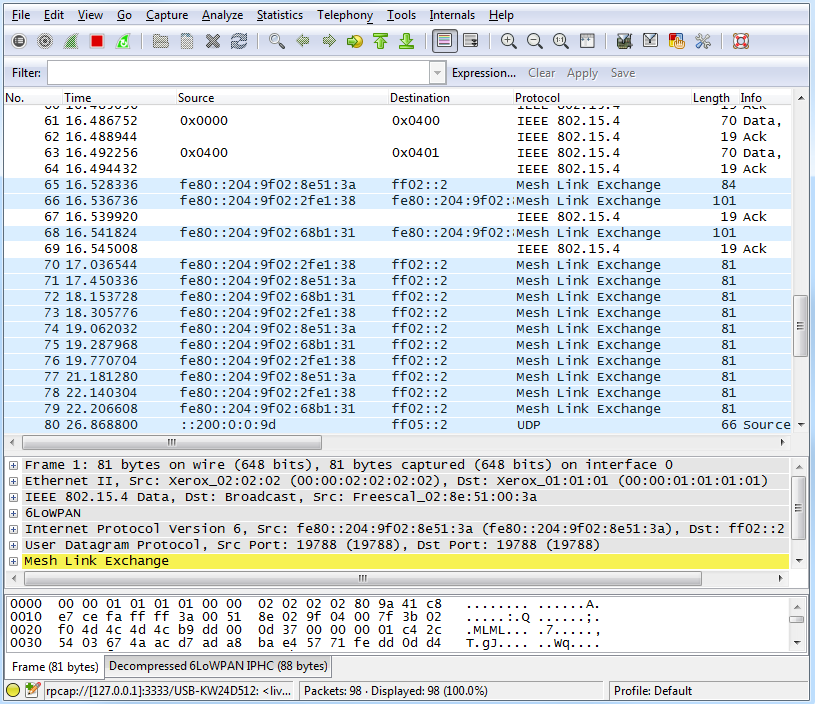 File Edit View Go Capture Analyze Statistics Telephony Tools Internals Help
Filter: Expression... Clear Apply Save
No. Time Source Destination Protocol Length Info
60 16.489056 IEEE 802.15.4 19 Ack
61 16.486752 0x0000 0x0400 IEEE 802.15.4 70 Data,
62 16.488944 IEEE 802.15.4 19 Ack
63 16.492256 0x0400 0x0401 IEEE 802.15.4 70 Data,
64 16.494432 IEEE 802.15.4 19 Ack
65 16.528336 fe80::204:9f02:8e51:3a ff02::2 Mesh Link Exchange 84
66 16.536736 fe80::204:9f02:2fe1:38 fe80::204:9f02: Mesh Link Exchange 101
67 16.539920 IEEE 802.15.4 19 Ack
68 16.541824 fe80::204:9f02:68b1:31 fe80::204:9f02: Mesh Link Exchange 101
69 16.545008 IEEE 802.15.4 19 Ack
70 17.036544 fe80::204:9f02:2fe1:38 ff02::2 Mesh Link Exchange 81
71 17.450336 fe80::204:9f02:8e51:3a ff02::2 Mesh Link Exchange 81
72 18.153728 fe80::204:9f02:68b1:31 ff02::2 Mesh Link Exchange 81
73 18.305776 fe80::204:9f02:2fe1:38 ff02::2 Mesh Link Exchange 81
74 19.062032 fe80::204:9f02:8e51:3a ff02::2 Mesh Link Exchange 81
75 19.287968 fe80::204:9f02:68b1:31 ff02::2 Mesh Link Exchange 81
76 19.770704 fe80::204:9f02:2fe1:38 ff02::2 Mesh Link Exchange 81
77 21.181280 fe80::204:9f02:8e51:3a ff02::2 Mesh Link Exchange 81
78 22.140304 fe80::204:9f02:2fe1:38 ff02::2 Mesh Link Exchange 81
79 22.206608 fe80::204:9f02:68b1:31 ff02::2 Mesh Link Exchange 81
80 26.868800 ::200:0:0:9d ff05::2 UDP 66 Source
Frame 1: 81 bytes on wire (648 bits), 81 bytes captured (648 bits) on interface 0
Ethernet II, Src: Xerox_02:02:02 (00:00:02:02:02:02), Dst: Xerox_01:01:01 (00:00:01:01:01:01)
IEEE 802.15.4 Data, Dst: Broadcast, Src: Freescal_02:8e:51:00:3a
6LoWPAN
Internet Protocol Version 6, Src: fe80::204:9f02:8e51:3a (fe80::204:9f02:8e51:3a), Dst: ff02::2
User Datagram Protocol, Src Port: 19788 (19788), Dst Port: 19788 (19788)
Mesh Link Exchange
0000 00 00 01 01 01 01 00 00 02 02 02 02 80 9a 41 c8 ........ ......A.
0010 e7 ce fa ff ff 3a 00 51 8e 02 9f 04 00 7f 3b 02 .....:.Q ......;.
0020 f0 4d 4c 4d 4c b9 dd 00 0d 37 00 00 00 01 c4 2c .MLML... .7.....,
0030 54 03 67 4a ac d7 ad a8 ba e4 57 71 fe dd 0d d4 T.gJ.... ..Wq....
Frame (81 bytes) Decompressed 6LoWPAN IPHC (88 bytes)
rpcap://[127.0.0.1]:3333/USB-KW24D512: <liv... Packets: 98 · Displayed: 98 (100.0%) Profile: Default